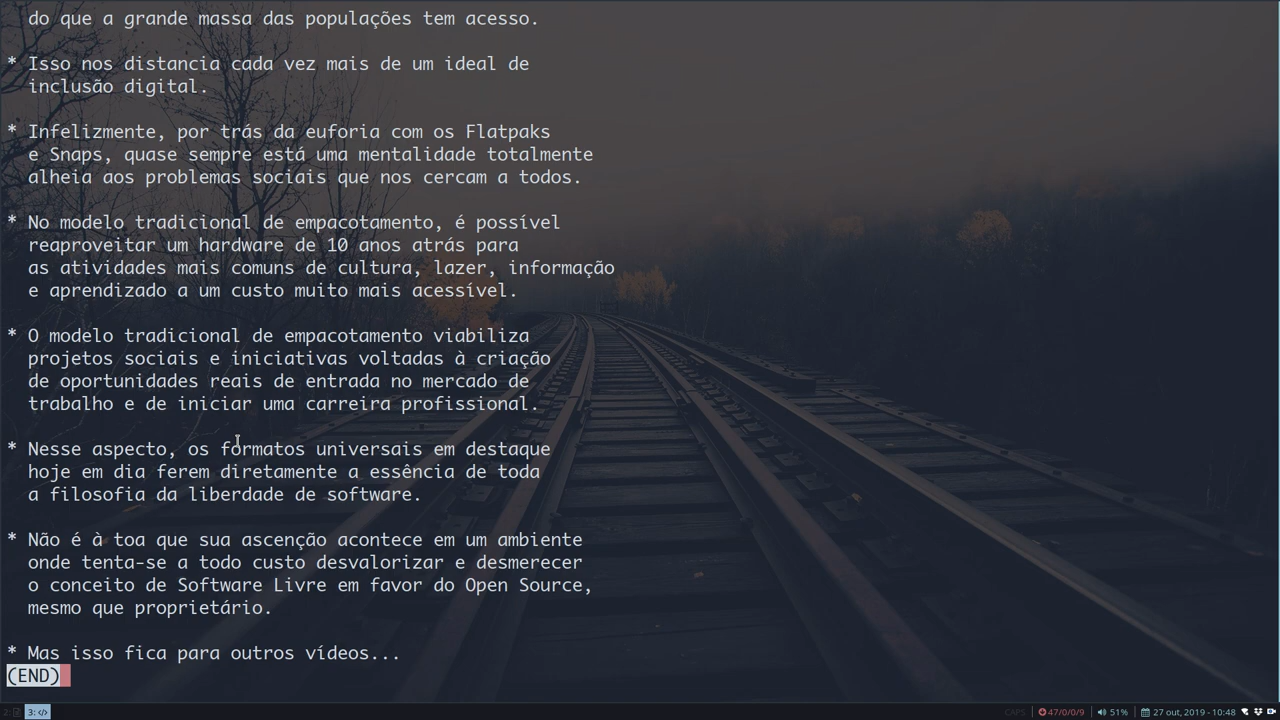 do que a grande massa das populações tem acesso.
* Isso nos distancia cada vez mais de um ideal de
inclusão digital.
* Infelizmente, por trás da euforia com os Flatpaks
e Snaps, quase sempre está uma mentalidade totalmente
alheia aos problemas sociais que nos cercam a todos.
* No modelo tradicional de empacotamento, é possível
reaproveitar um hardware de 10 anos atrás para
as atividades mais comuns de cultura, lazer, informação
e aprendizado a um custo muito mais acessível.
* O modelo tradicional de empacotamento viabiliza
projetos sociais e iniciativas voltadas à criação
de oportunidades reais de entrada no mercado de
trabalho e de iniciar uma carreira profissional.
* Nesse aspecto, os formatos universais em destaque
hoje em dia ferem diretamente a essência de toda
a filosofia da liberdade de software.
* Não é à toa que sua ascenção acontece em um ambiente
onde tenta-se a todo custo desvalorizar e desmerecer
o conceito de Software Livre em favor do Open Source,
mesmo que proprietário.
* Mas isso fica para outros vídeos...
(END)
2: 3: </> CAPS 47/0/0/9 51% 27 out, 2019 - 10:48